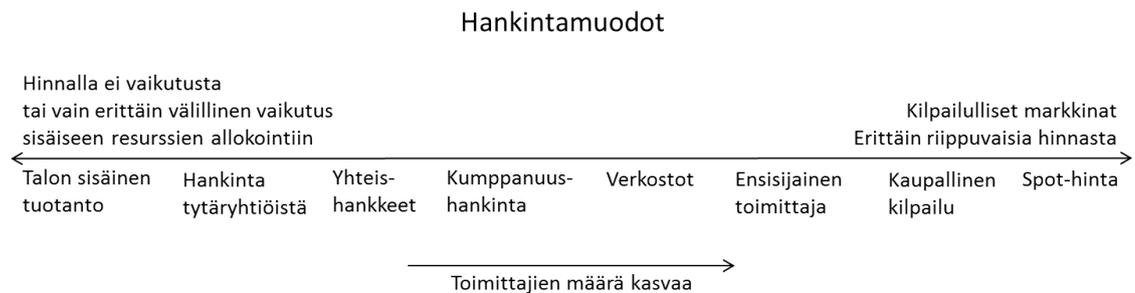 Hankintamuodot
Hinnalla ei vaikutusta
tai vain erittäin välillinen vaikutus
sisäiseen resurssien allokointiin
Kilpailulliset markkinat
Erittäin riippuvaisia hinnasta
Talon sisäinen
tuotanto
Hankinta
tytäryhtiöistä
Yhteis-
hankkeet
Kumppanuus-
hankinta
Verkostot
Ensisijainen
toimittaja
Kaupallinen
kilpailu
Spot-hinta
Toimittajien määrä kasvaa